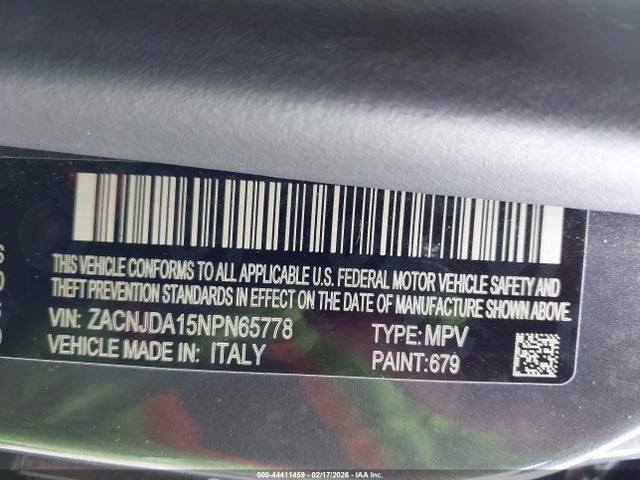 THIS VEHICLE CONFORMS TO ALL APPLICABLE U.S. FEDERAL MOTOR VEHICLE SAFETY AND
THEFT PREVENTION STANDARDS IN EFFECT ON THE DATE OF MANUFACTURE SHOWN ABOVE.
VIN: ZACNJDA15NPN65778 TYPE: MPV
VEHICLE MADE IN: ITALY PAINT: 679
000-44411459 - 02/17/2026 - IAA Inc.